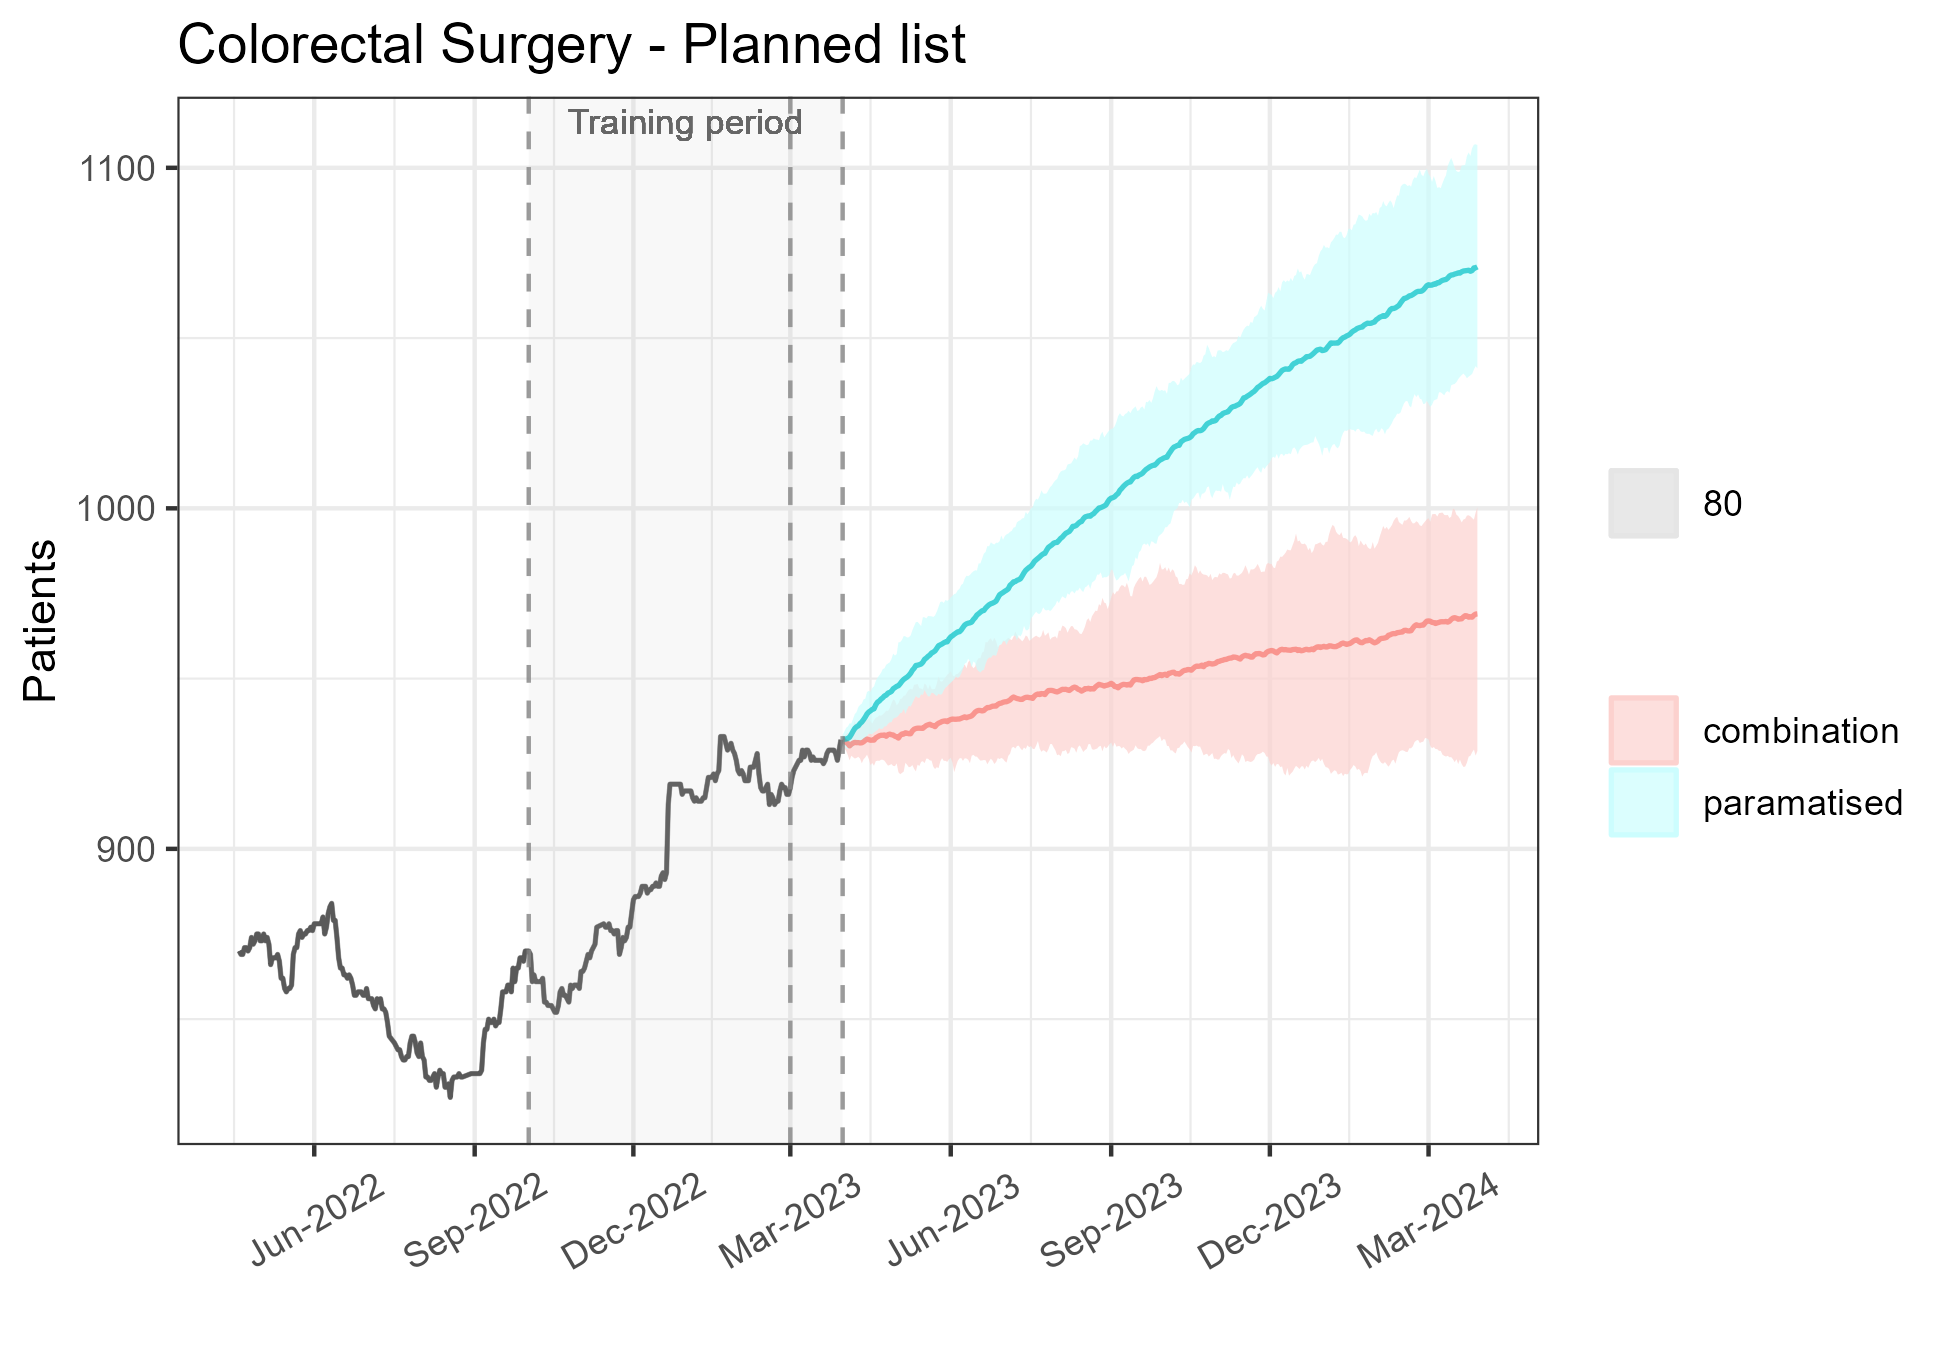 Colorectal Surgery - Planned list
Training period
Patients
1100
1000
900
Jun-2022
Sep-2022
Dec-2022
Mar-2023
Jun-2023
Sep-2023
Dec-2023
Mar-2024
80
combination
paramatised